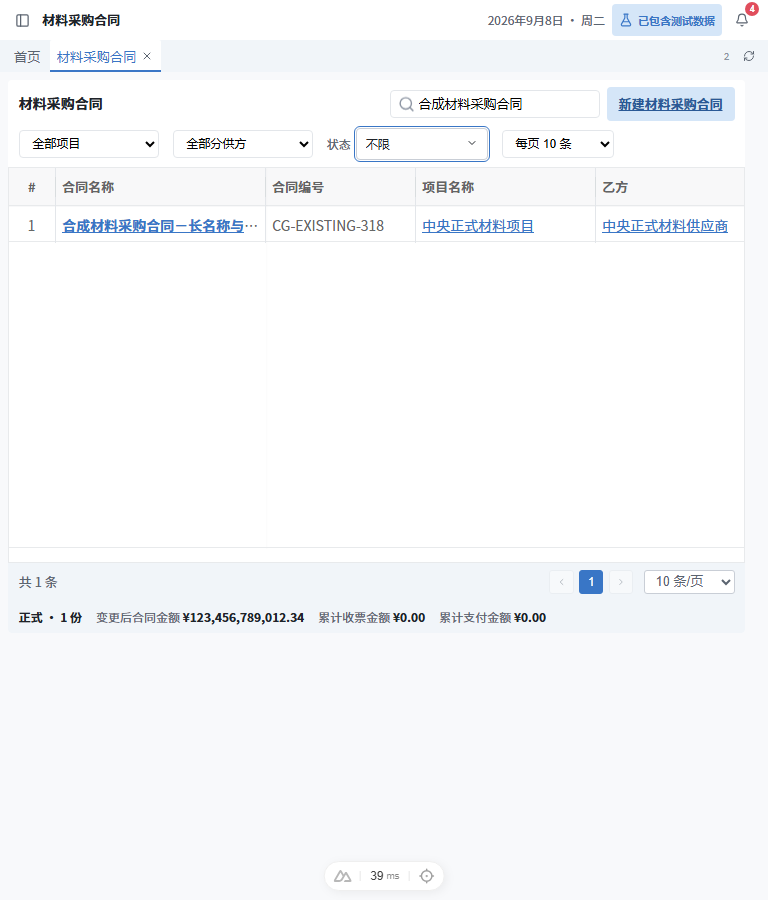 材料采购合同
2026年9月8日 · 周二
已包含测试数据
4
首页
材料采购合同
2
材料采购合同
合成材料采购合同
新建材料采购合同
全部项目
全部分供方
状态
不限
每页 10 条
# 合同名称 合同编号 项目名称 乙方
1 合成材料采购合同－长名称与… CG-EXISTING-318 中央正式材料项目 中央正式材料供应商
共 1 条
1
10 条/页
正式 · 1 份 变更后合同金额 ¥123,456,789,012.34 累计收票金额 ¥0.00 累计支付金额 ¥0.00
39 ms